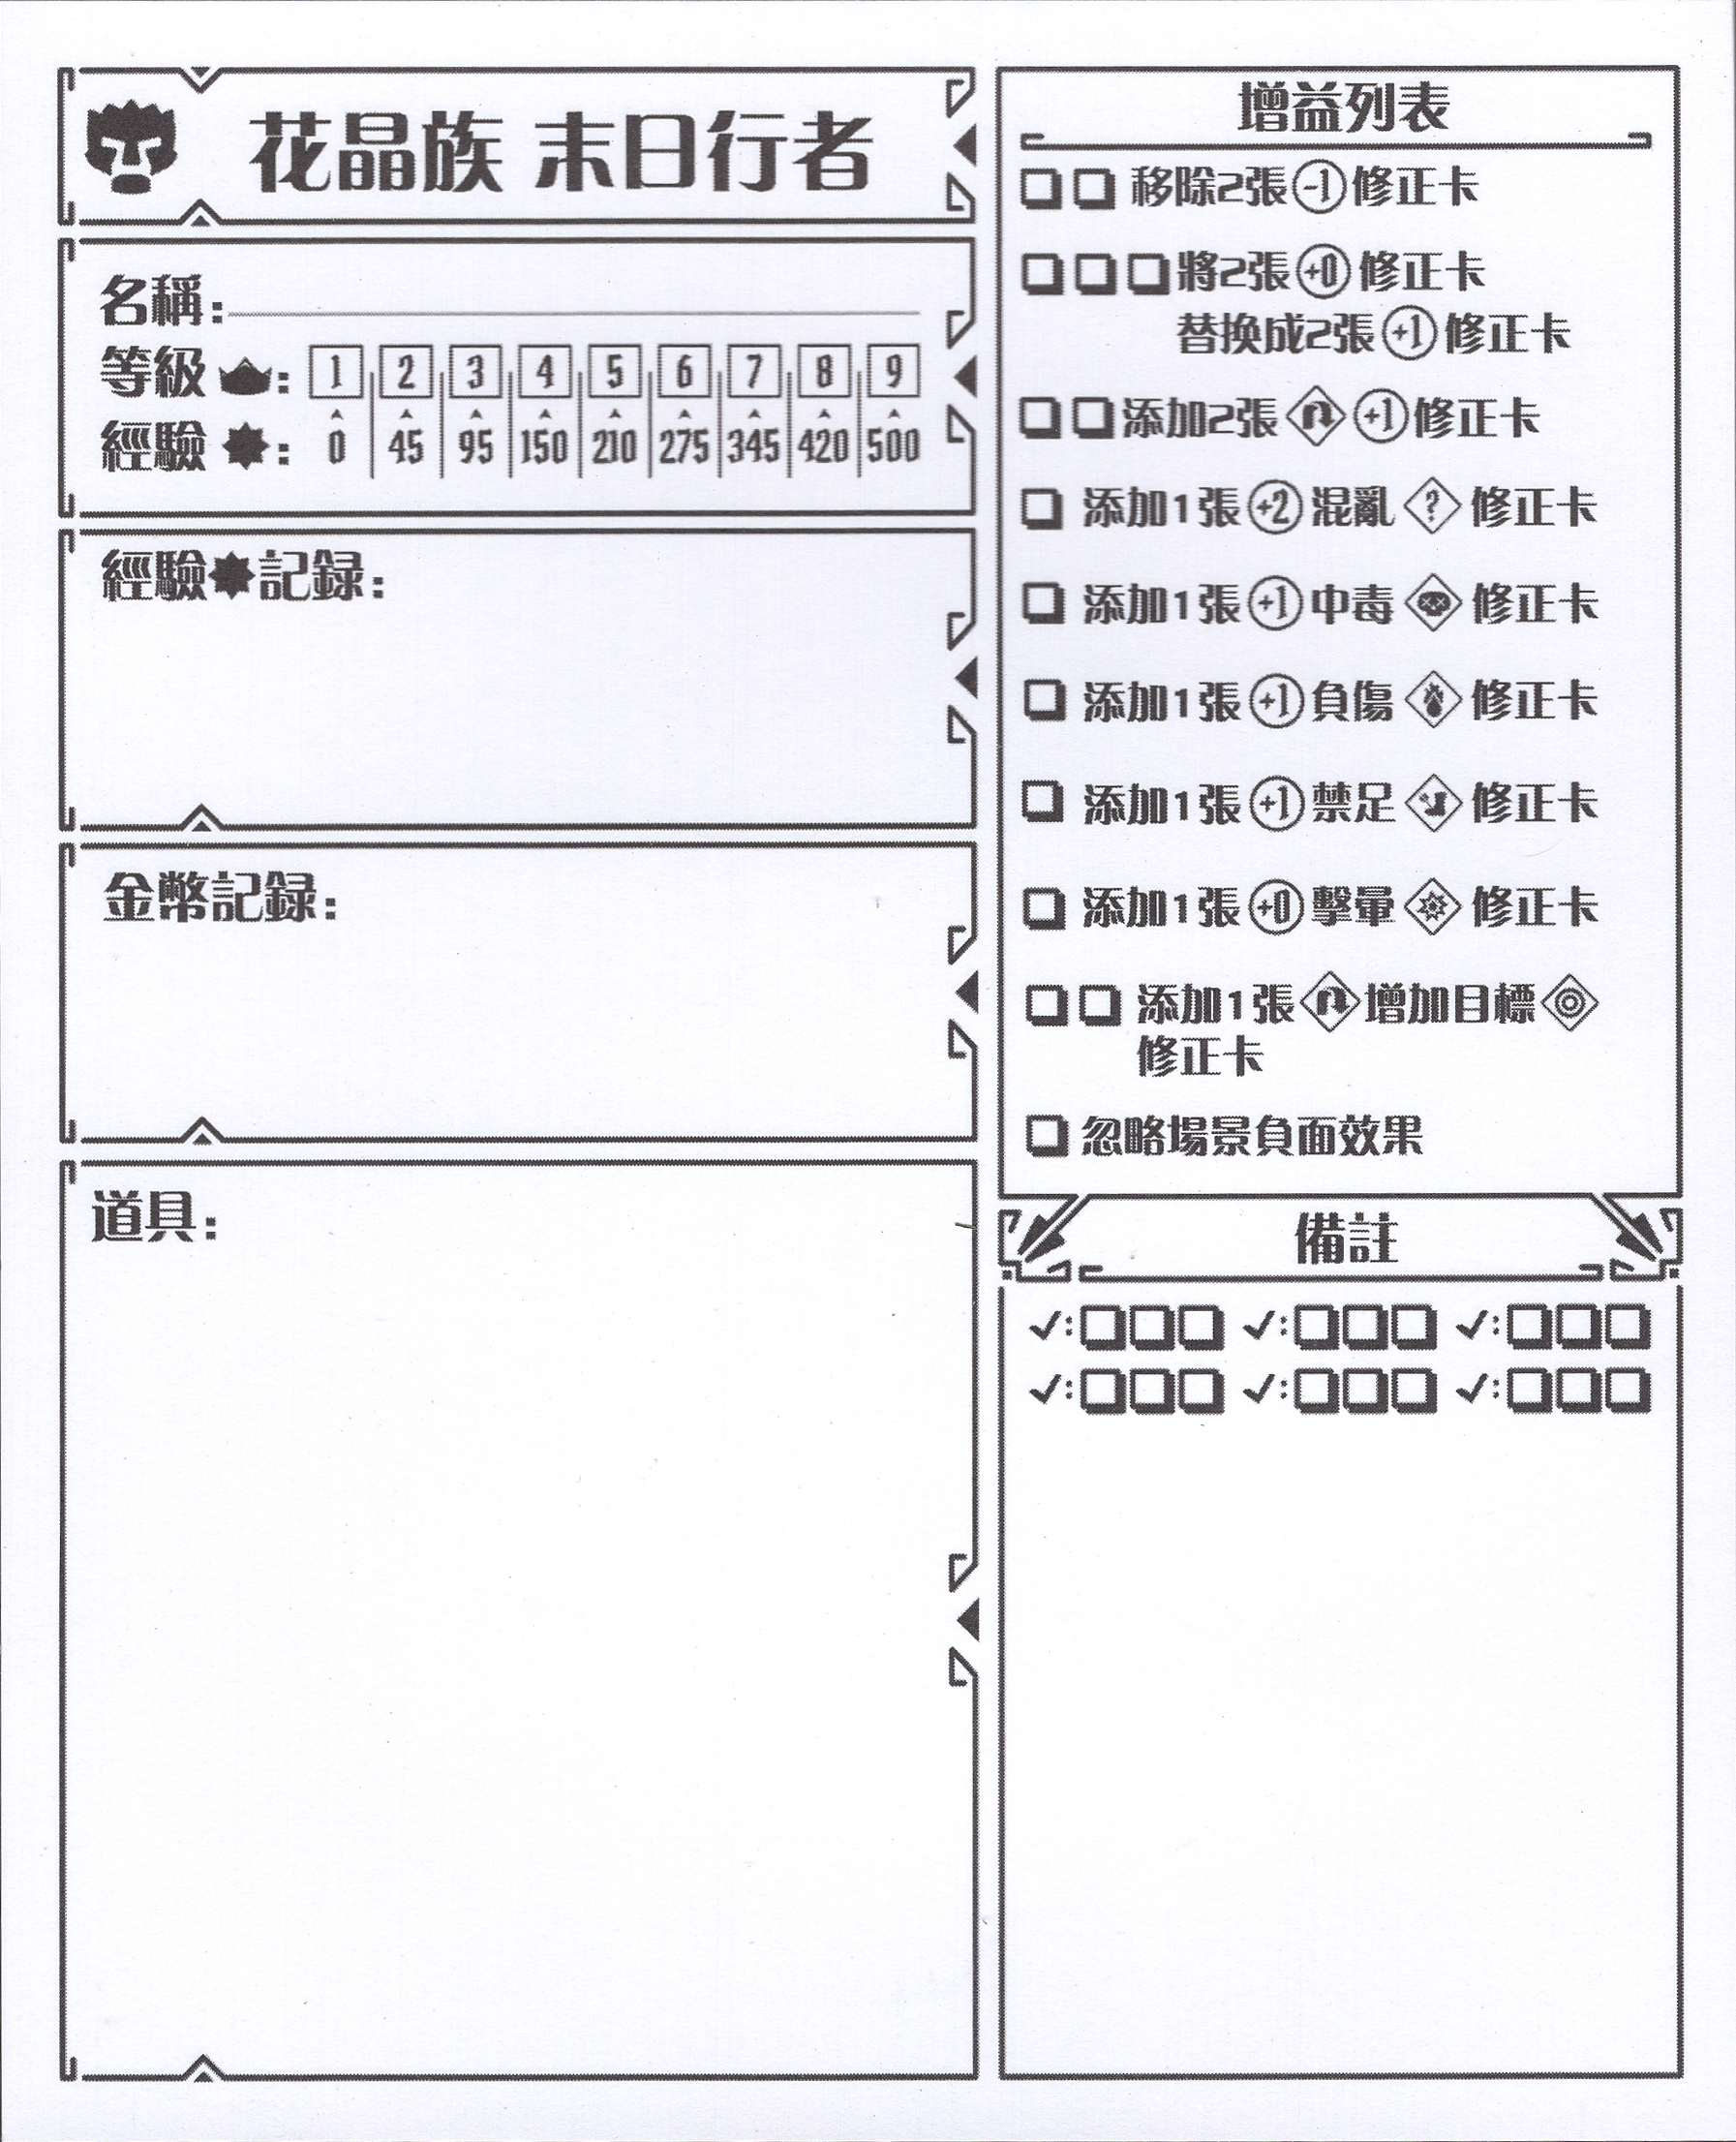 花晶族 末日行者
名稱：
等級：1 2 3 4 5 6 7 8 9
經驗：0 45 95 150 210 275 345 420 500
經驗記録：
金幣記録：
道具：
增益列表
移除2張-1修正卡
將2張+0修正卡
替換成2張+1修正卡
添加2張+1修正卡
添加1張+2混亂?修正卡
添加1張+1中毒修正卡
添加1張+1負傷修正卡
添加1張+1禁足修正卡
添加1張+0擊暈修正卡
添加1張增加目標
修正卡
忽略場景負面效果
備註
✓:□□□ ✓:□□□ ✓:□□□
✓:□□□ ✓:□□□ ✓:□□□